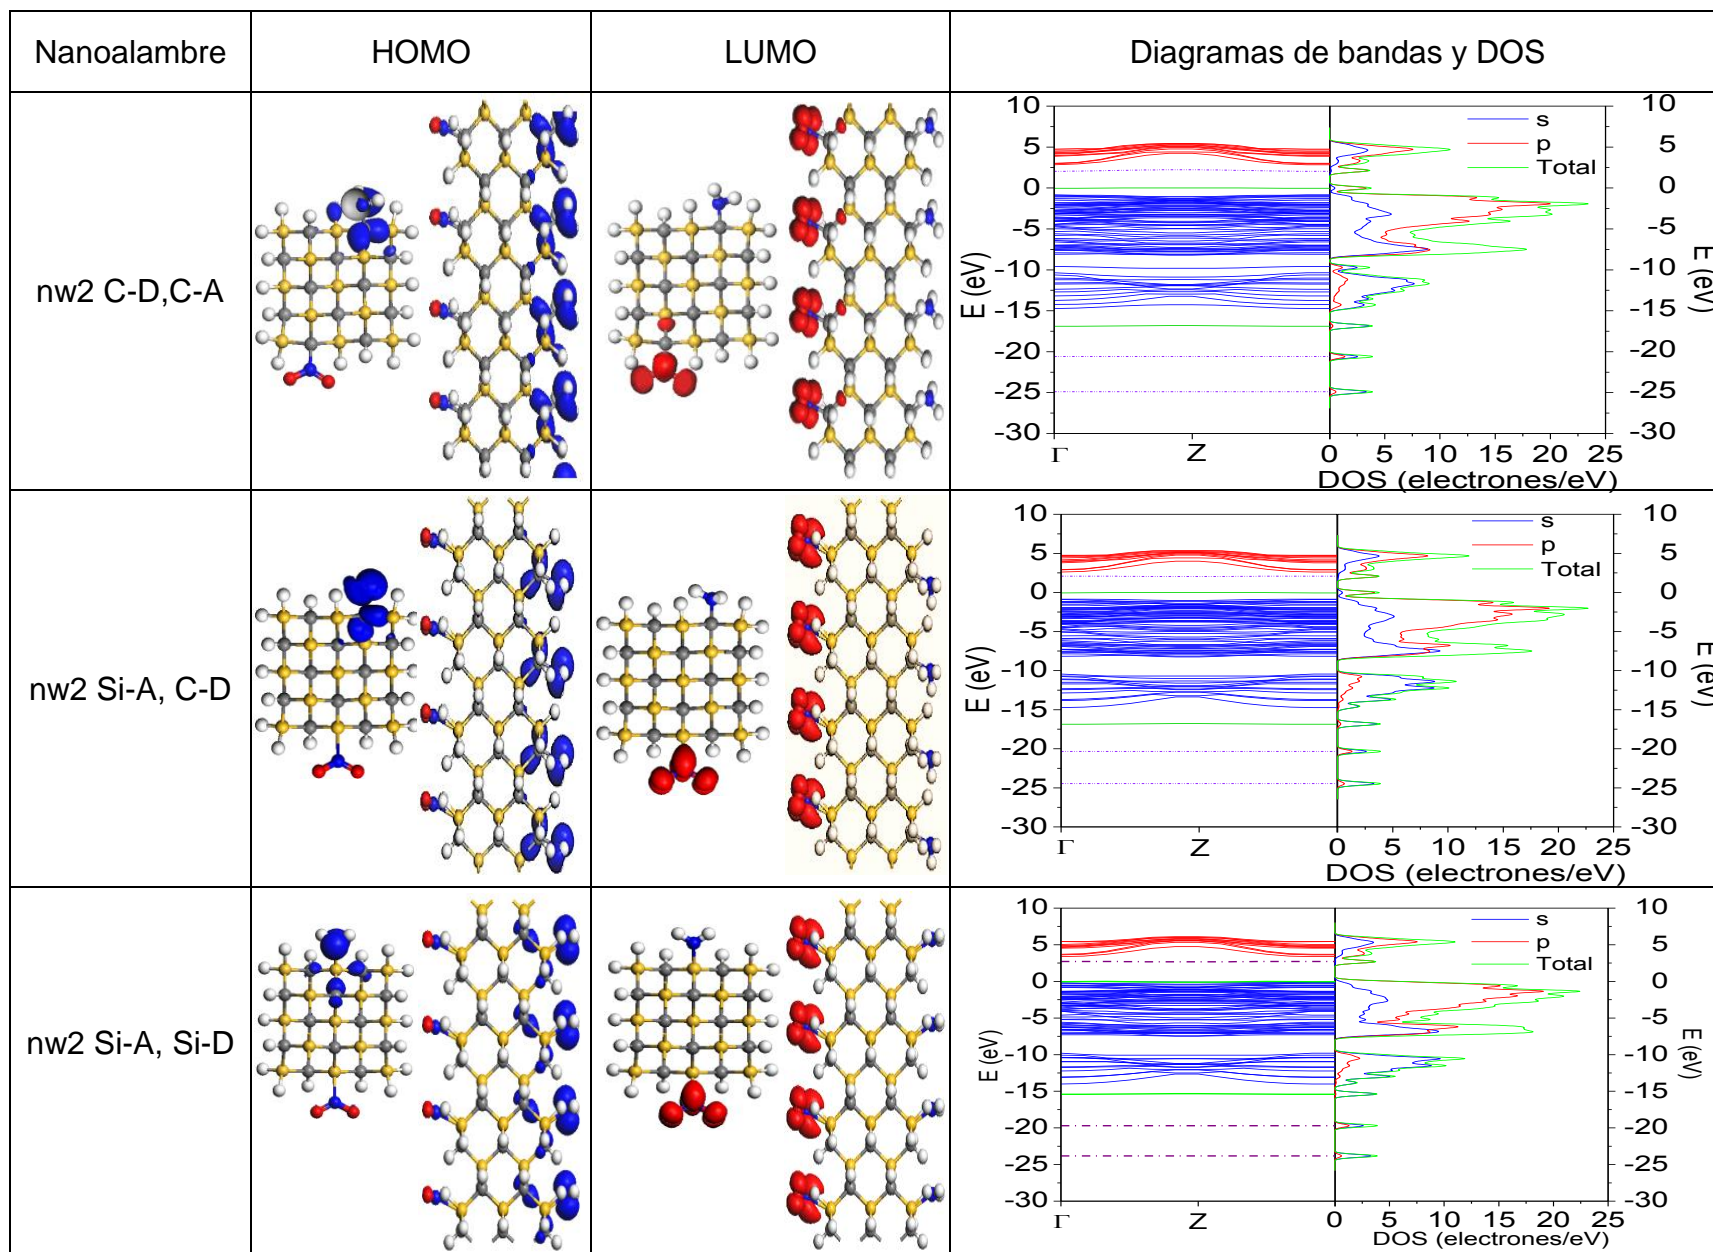 Nanoalambre HOMO LUMO Diagramas de bandas y DOS
nw2 C-D,C-A
10
5
0
-5
-10
-15
-20
-25
-30
E (eV)
Γ Z
s
p
Total
0 5 10 15 20 25
DOS (electrones/eV)
10
5
0
-5
-10
-15
-20
-25
-30
E (eV)
nw2 Si-A, C-D
10
5
0
-5
-10
-15
-20
-25
-30
E (eV)
Γ Z
s
p
Total
0 5 10 15 20 25
DOS (electrones/eV)
10
5
0
-5
-10
-15
-20
-25
-30
E (eV)
nw2 Si-A, Si-D
10
5
0
-5
-10
-15
-20
-25
-30
E (eV)
Γ Z
s
p
Total
0 5 10 15 20 25
DOS (electrones/eV)
10
5
0
-5
-10
-15
-20
-25
-30
E (eV)